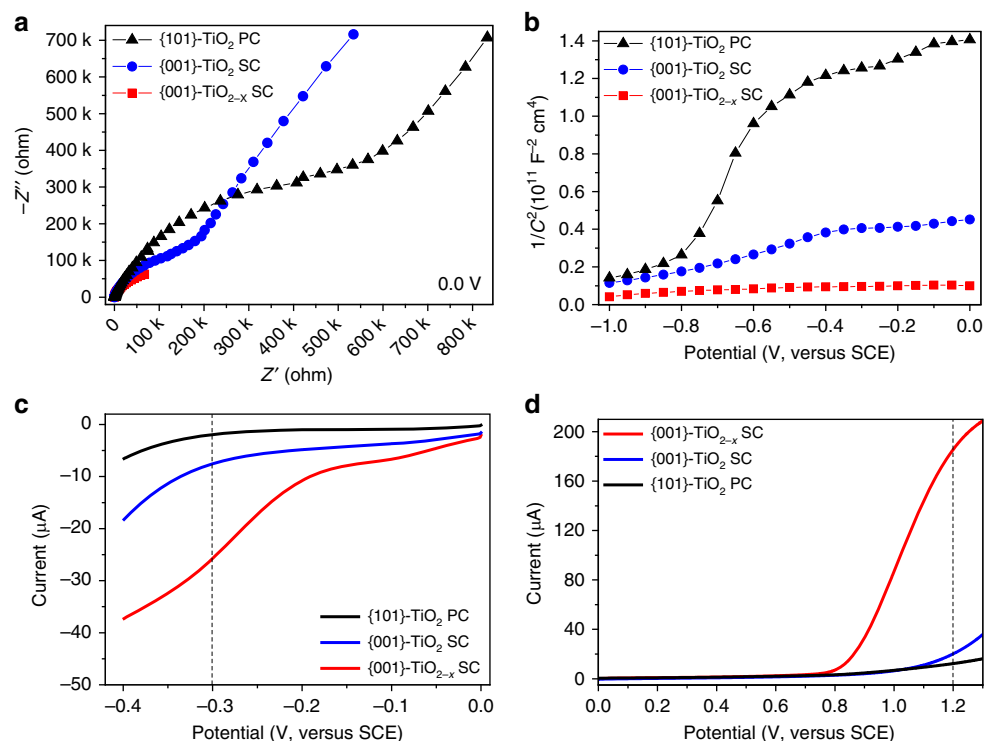 a
{101}-TiO₂ PC
{001}-TiO₂ SC
{001}-TiO₂₋ₓ SC
700 k
600 k
500 k
400 k
300 k
200 k
100 k
0
−Z″ (ohm)
0.0 V
0
100 k
200 k
300 k
400 k
500 k
600 k
700 k
800 k
Z′ (ohm)
b
{101}-TiO₂ PC
{001}-TiO₂ SC
{001}-TiO₂₋ₓ SC
1.4
1.2
1.0
0.8
0.6
0.4
0.2
0.0
1/C² (10¹¹ F⁻² cm⁴)
−1.0 −0.8 −0.6 −0.4 −0.2 0.0
Potential (V, versus SCE)
c
0
−10
−20
−30
−40
−50
Current (µA)
{101}-TiO₂ PC
{001}-TiO₂ SC
{001}-TiO₂₋ₓ SC
−0.4 −0.3 −0.2 −0.1 0.0
Potential (V, versus SCE)
d
{001}-TiO₂₋ₓ SC
{001}-TiO₂ SC
{101}-TiO₂ PC
200
160
120
80
40
0
Current (µA)
0.0 0.2 0.4 0.6 0.8 1.0 1.2
Potential (V, versus SCE)